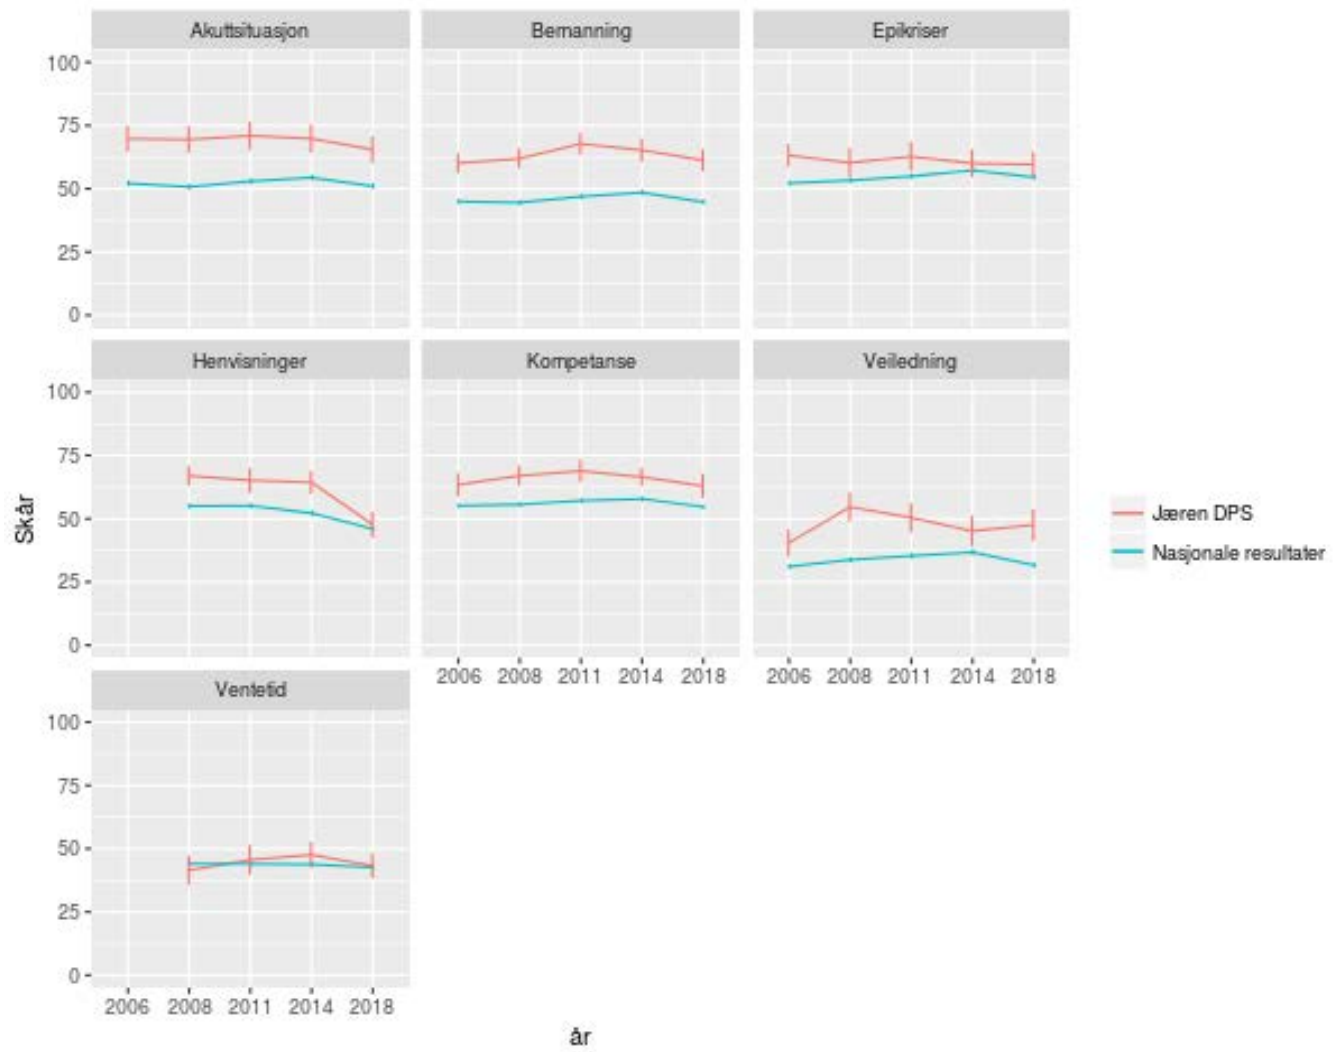 Akuttsituasjon
Bemanning
Epikriser
100
75
50
25
0
Henvisninger
Kompetanse
Veiledning
100
75
50
25
0
Skår
Jæren DPS
Nasjonale resultater
2006 2008 2011 2014 2018
2006 2008 2011 2014 2018
Ventetid
100
75
50
25
0
2006 2008 2011 2014 2018
år